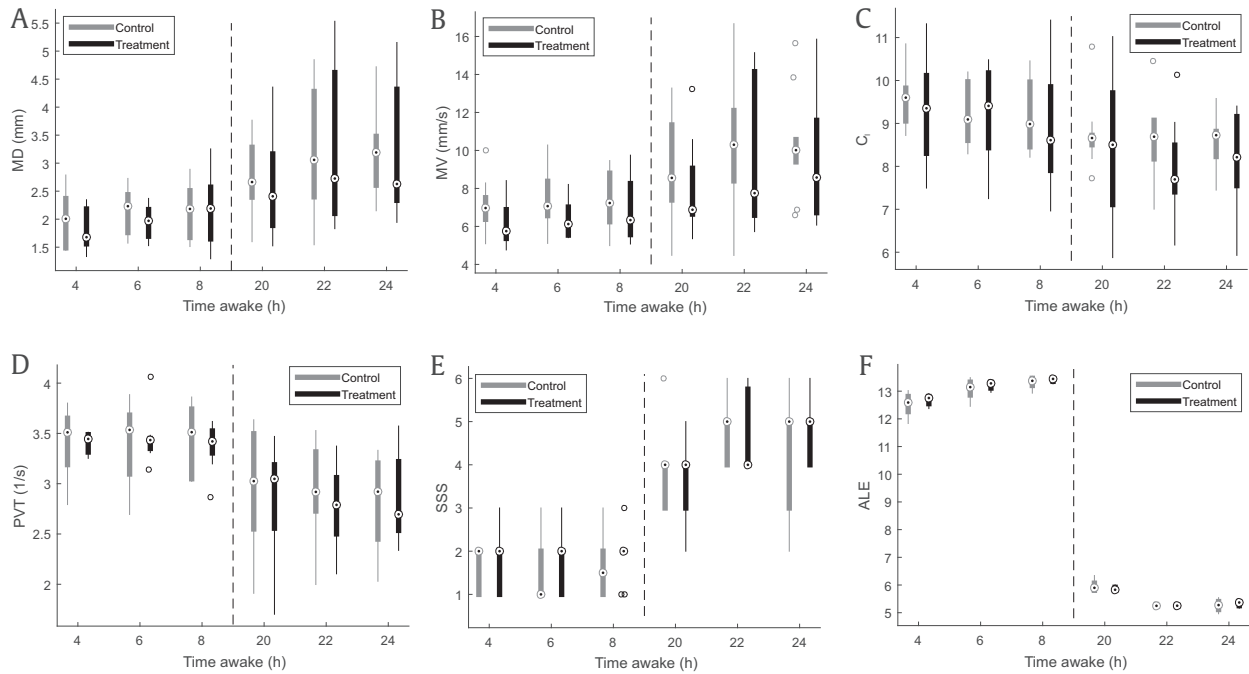 A
Control
Treatment
5.5
5
4.5
4
3.5
3
2.5
2
1.5
MD (mm)
4 6 8 20 22 24
Time awake (h)
B
Control
Treatment
16
14
12
10
8
6
4
MV (mm/s)
4 6 8 20 22 24
Time awake (h)
C
Control
Treatment
11
10
9
8
7
6
C_I
4 6 8 20 22 24
Time awake (h)
D
Control
Treatment
4
3.5
3
2.5
2
PVT (1/s)
4 6 8 20 22 24
Time awake (h)
E
Control
Treatment
6
5
4
3
2
1
SSS
4 6 8 20 22 24
Time awake (h)
F
Control
Treatment
13
12
11
10
9
8
7
6
5
ALE
4 6 8 20 22 24
Time awake (h)